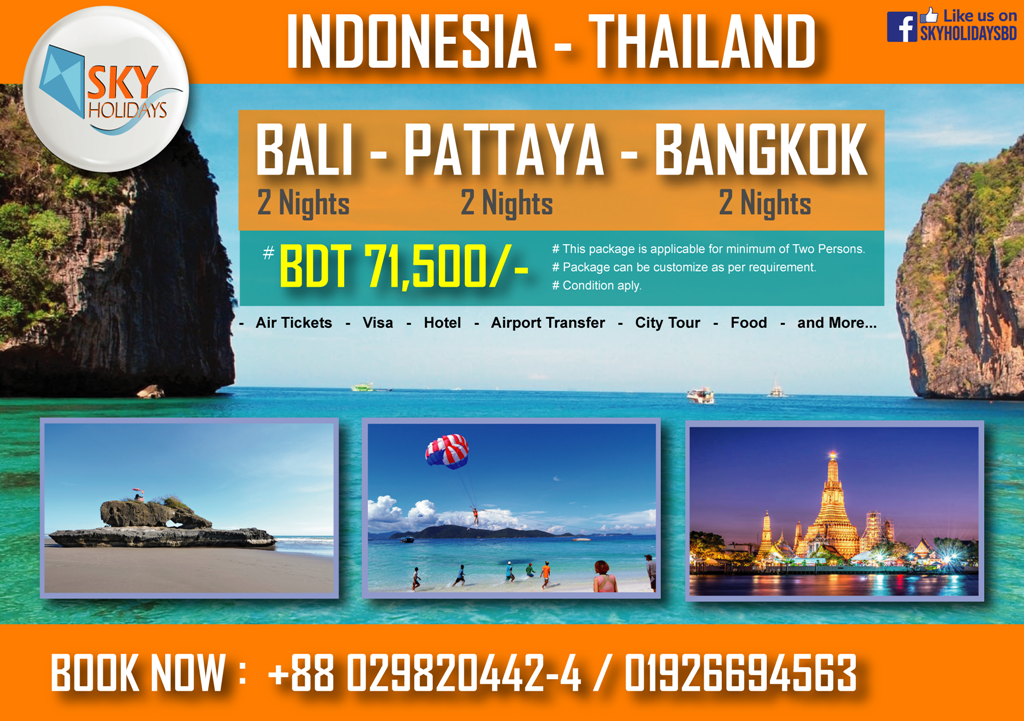 SKY
HOLIDAYS
INDONESIA - THAILAND
Like us on
SKYHOLIDAYSBD
BALI - PATTAYA - BANGKOK
2 Nights 2 Nights 2 Nights
# BDT 71,500/-
# This package is applicable for minimum of Two Persons.
# Package can be customize as per requirement.
# Condition aply.
- Air Tickets - Visa - Hotel - Airport Transfer - City Tour - Food - and More...
BOOK NOW : +88 029820442-4 / 01926694563